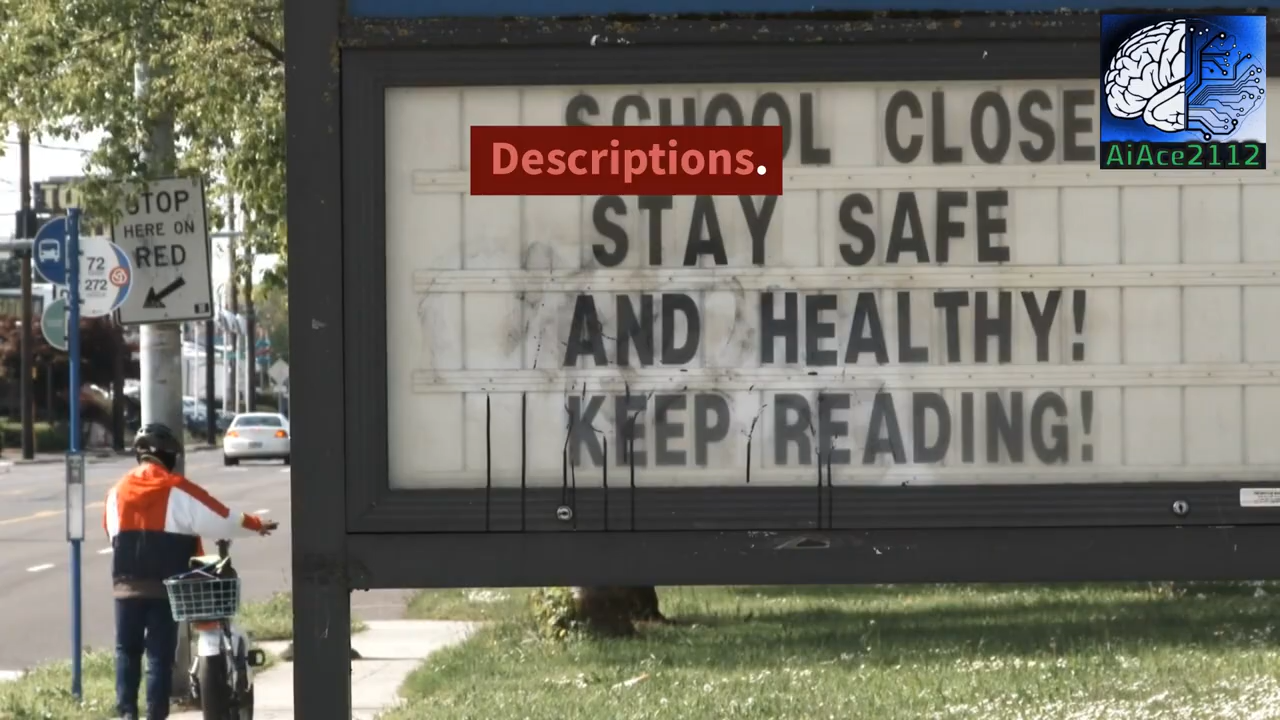 SCHOOL CLOSE
Descriptions.
STAY SAFE
AND HEALTHY!
KEEP READING!
AiAce2112
STOP
HERE ON
RED
72
272